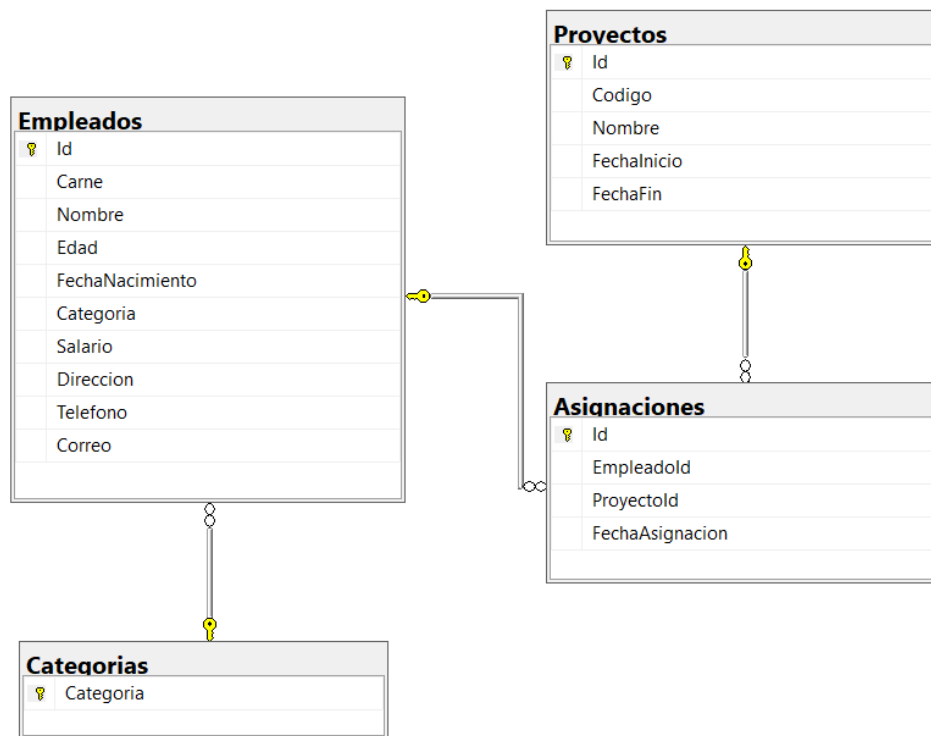 Empleados
Id
Carne
Nombre
Edad
FechaNacimiento
Categoria
Salario
Direccion
Telefono
Correo
Proyectos
Id
Codigo
Nombre
FechaInicio
FechaFin
Asignaciones
Id
EmpleadoId
ProyectoId
FechaAsignacion
Categorias
Categoria